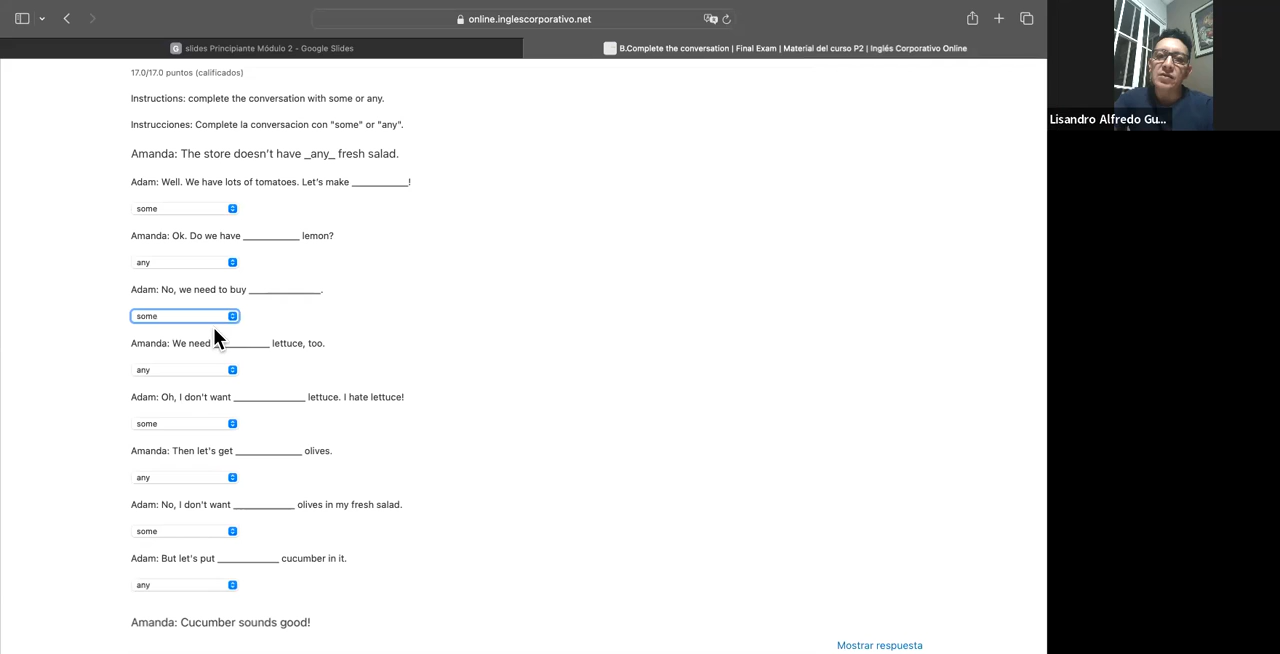 online.inglescorporativo.net
G slides Principiante Módulo 2 - Google Slides
B.Complete the conversation | Final Exam | Material del curso P2 | Inglés Corporativo Online
Lisandro Alfredo Gu...
17.0/17.0 puntos (calificados)
Instructions: complete the conversation with some or any.
Instrucciones: Complete la conversacion con "some" or "any".
Amanda: The store doesn't have _any_ fresh salad.
Adam: Well. We have lots of tomatoes. Let's make ___________!
some
Amanda: Ok. Do we have ___________ lemon?
any
Adam: No, we need to buy ______________.
some
Amanda: We need ___________ lettuce, too.
any
Adam: Oh, I don't want ______________ lettuce. I hate lettuce!
some
Amanda: Then let's get _____________ olives.
any
Adam: No, I don't want ____________ olives in my fresh salad.
some
Adam: But let's put ____________ cucumber in it.
any
Amanda: Cucumber sounds good!
Mostrar respuesta